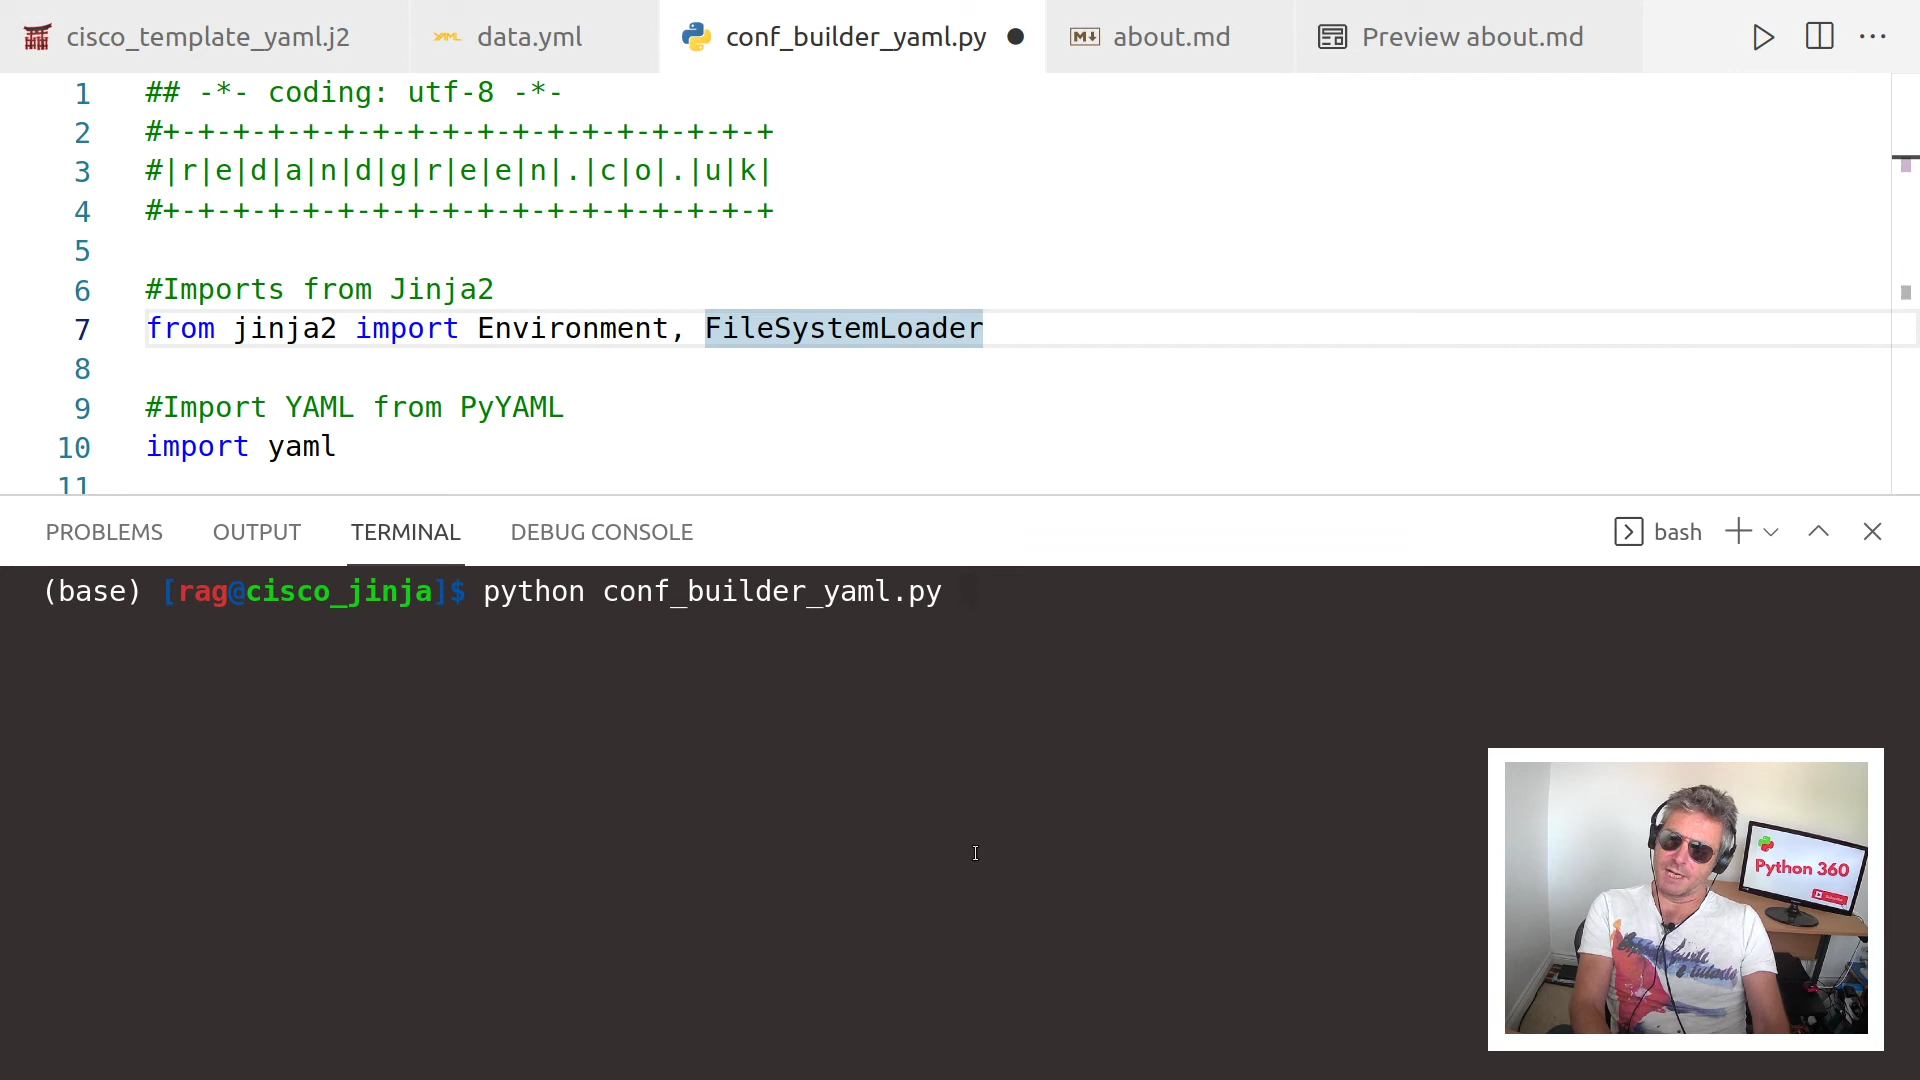 cisco_template_yaml.j2 data.yml conf_builder_yaml.py about.md Preview about.md
1 ## -*- coding: utf-8 -*-
2 #+-+-+-+-+-+-+-+-+-+-+-+-+-+-+-+-+-+-+
3 #|r|e|d|a|n|d|g|r|e|e|n|.|c|o|.|u|k|
4 #+-+-+-+-+-+-+-+-+-+-+-+-+-+-+-+-+-+-+
5
6 #Imports from Jinja2
7 from jinja2 import Environment, FileSystemLoader
8
9 #Import YAML from PyYAML
10 import yaml
11
PROBLEMS OUTPUT TERMINAL DEBUG CONSOLE bash
(base) [rag@cisco_jinja]$ python conf_builder_yaml.py
Python 360